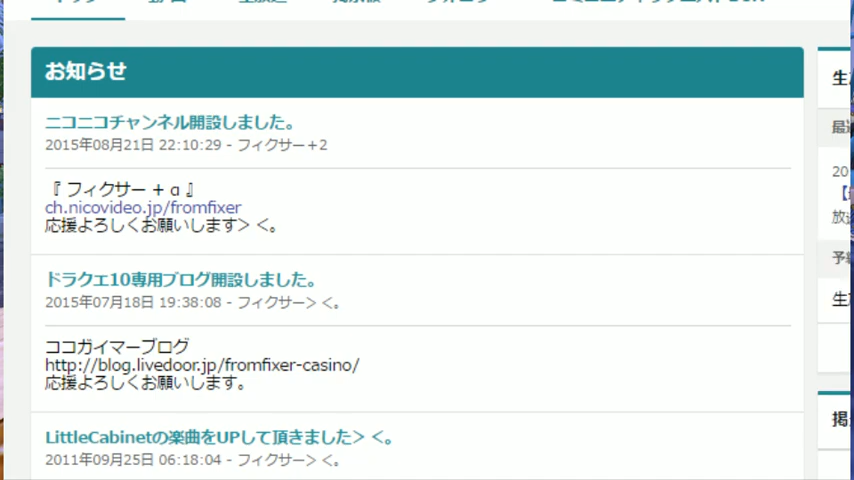 お知らせ
生
ニコニコチャンネル開設しました。
2015年08月21日 22:10:29 - フィクサー+2
『 フィクサー + α 』
ch.nicovideo.jp/fromfixer
応援よろしくお願いします＞＜。
20
ドラクエ10専用ブログ開設しました。
2015年07月18日 19:38:08 - フィクサー＞＜。
生
ココガイマーブログ
http://blog.livedoor.jp/fromfixer-casino/
応援よろしくお願いします。
掲
LittleCabinetの楽曲をUPして頂きました＞＜。
2011年09月25日 06:18:04 - フィクサー＞＜。